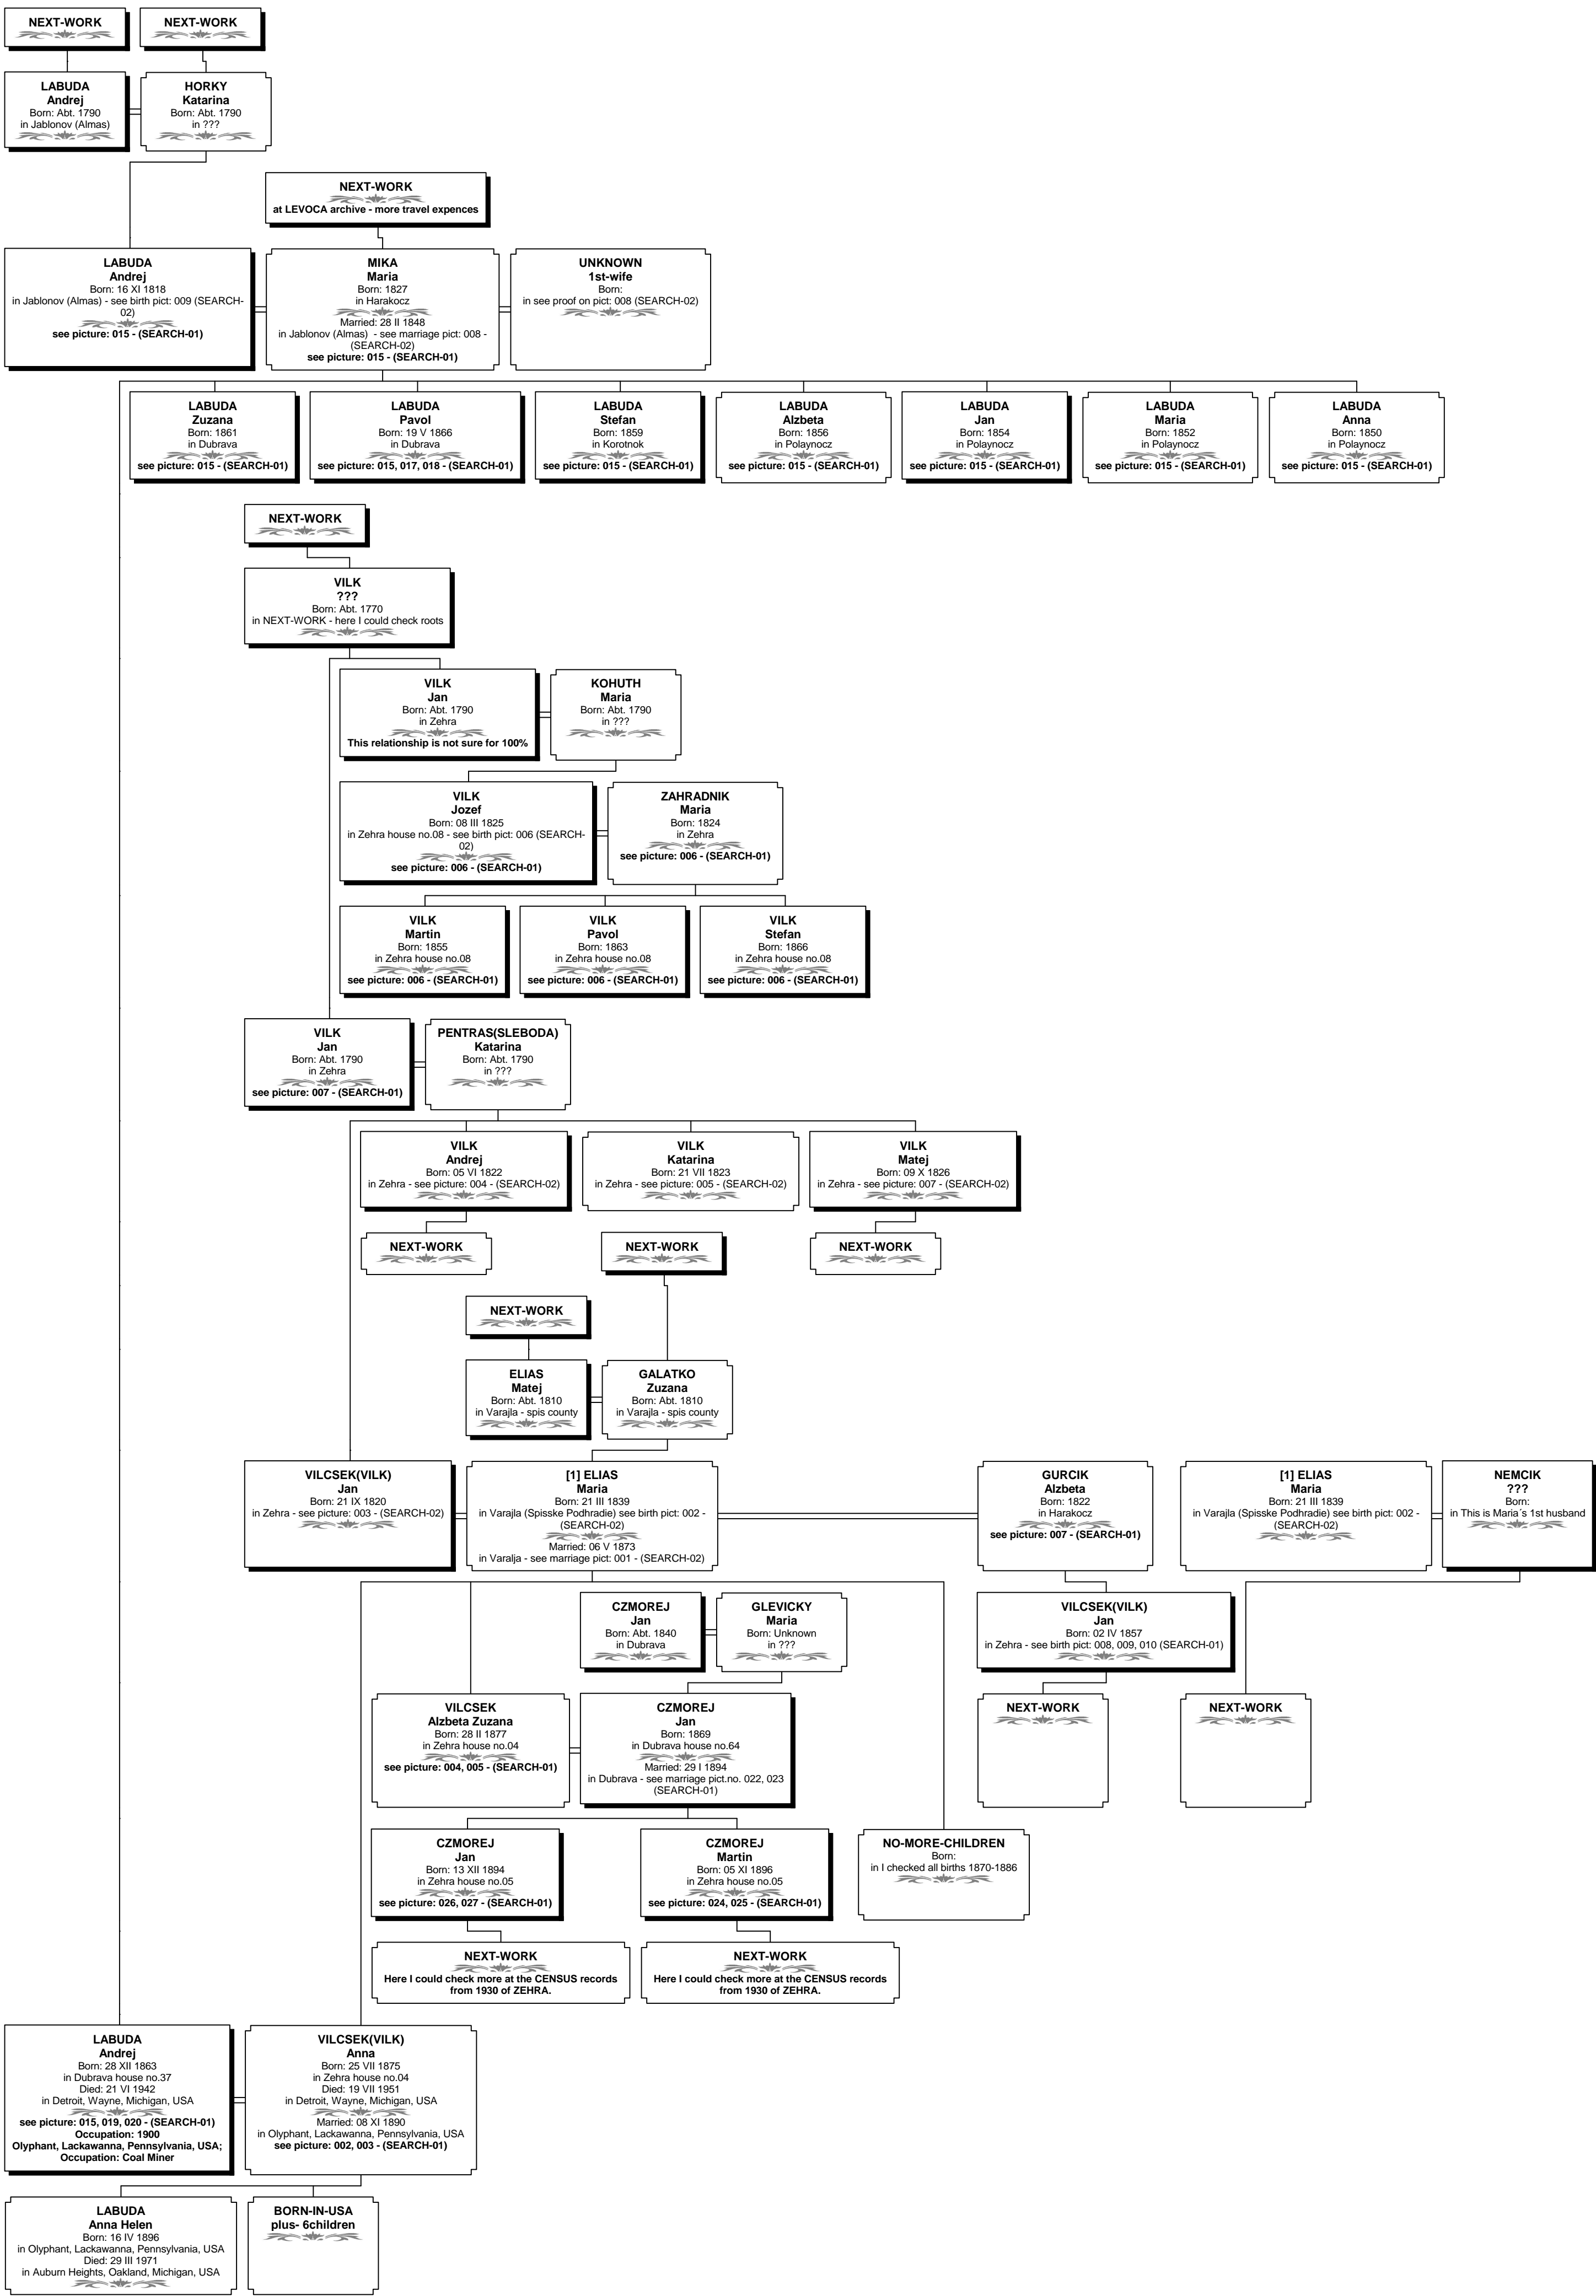 NEXT-WORK
NEXT-WORK
LABUDA
Andrej
Born: Abt. 1790
in Jablonov (Almas)
HORKY
Katarina
Born: Abt. 1790
in ???
NEXT-WORK
at LEVOCA archive - more travel expences
LABUDA
Andrej
Born: 16 XI 1818
in Jablonov (Almas) - see birth pict: 009 (SEARCH-
02)
see picture: 015 - (SEARCH-01)
MIKA
Maria
Born: 1827
in Harakocz
Married: 28 II 1848
in Jablonov (Almas)  - see marriage pict: 008 -
(SEARCH-02)
see picture: 015 - (SEARCH-01)
UNKNOWN
1st-wife
Born:
in see proof on pict: 008 (SEARCH-02)
LABUDA
Zuzana
Born: 1861
in Dubrava
see picture: 015 - (SEARCH-01)
LABUDA
Pavol
Born: 19 V 1866
in Dubrava
see picture: 015, 017, 018 - (SEARCH-01)
LABUDA
Stefan
Born: 1859
in Korotnok
see picture: 015 - (SEARCH-01)
LABUDA
Alzbeta
Born: 1856
in Polaynocz
see picture: 015 - (SEARCH-01)
LABUDA
Jan
Born: 1854
in Polaynocz
see picture: 015 - (SEARCH-01)
LABUDA
Maria
Born: 1852
in Polaynocz
see picture: 015 - (SEARCH-01)
LABUDA
Anna
Born: 1850
in Polaynocz
see picture: 015 - (SEARCH-01)
NEXT-WORK
VILK
???
Born: Abt. 1770
in NEXT-WORK - here I could check roots
VILK
Jan
Born: Abt. 1790
in Zehra
This relationship is not sure for 100%
KOHUTH
Maria
Born: Abt. 1790
in ???
VILK
Jozef
Born: 08 III 1825
in Zehra house no.08 - see birth pict: 006 (SEARCH-
02)
see picture: 006 - (SEARCH-01)
ZAHRADNIK
Maria
Born: 1824
in Zehra
see picture: 006 - (SEARCH-01)
VILK
Martin
Born: 1855
in Zehra house no.08
see picture: 006 - (SEARCH-01)
VILK
Pavol
Born: 1863
in Zehra house no.08
see picture: 006 - (SEARCH-01)
VILK
Stefan
Born: 1866
in Zehra house no.08
see picture: 006 - (SEARCH-01)
VILK
Jan
Born: Abt. 1790
in Zehra
see picture: 007 - (SEARCH-01)
PENTRAS(SLEBODA)
Katarina
Born: Abt. 1790
in ???
VILK
Andrej
Born: 05 VI 1822
in Zehra - see picture: 004 - (SEARCH-02)
VILK
Katarina
Born: 21 VII 1823
in Zehra - see picture: 005 - (SEARCH-02)
VILK
Matej
Born: 09 X 1826
in Zehra - see picture: 007 - (SEARCH-02)
NEXT-WORK
NEXT-WORK
NEXT-WORK
NEXT-WORK
ELIAS
Matej
Born: Abt. 1810
in Varajla - spis county
GALATKO
Zuzana
Born: Abt. 1810
in Varajla - spis county
VILCSEK(VILK)
Jan
Born: 21 IX 1820
in Zehra - see picture: 003 - (SEARCH-02)
[1] ELIAS
Maria
Born: 21 III 1839
in Varajla (Spisske Podhradie) see birth pict: 002 -
(SEARCH-02)
Married: 06 V 1873
in Varalja - see marriage pict: 001 - (SEARCH-02)
GURCIK
Alzbeta
Born: 1822
in Harakocz
see picture: 007 - (SEARCH-01)
[1] ELIAS
Maria
Born: 21 III 1839
in Varajla (Spisske Podhradie) see birth pict: 002 -
(SEARCH-02)
NEMCIK
???
Born:
in This is Maria´s 1st husband
CZMOREJ
Jan
Born: Abt. 1840
in Dubrava
GLEVICKY
Maria
Born: Unknown
in ???
VILCSEK(VILK)
Jan
Born: 02 IV 1857
in Zehra - see birth pict: 008, 009, 010 (SEARCH-01)
VILCSEK
Alzbeta Zuzana
Born: 28 II 1877
in Zehra house no.04
see picture: 004, 005 - (SEARCH-01)
CZMOREJ
Jan
Born: 1869
in Dubrava house no.64
Married: 29 I 1894
in Dubrava - see marriage pict.no. 022, 023
(SEARCH-01)
NEXT-WORK
NEXT-WORK
CZMOREJ
Jan
Born: 13 XII 1894
in Zehra house no.05
see picture: 026, 027 - (SEARCH-01)
CZMOREJ
Martin
Born: 05 XI 1896
in Zehra house no.05
see picture: 024, 025 - (SEARCH-01)
NO-MORE-CHILDREN
Born:
in I checked all births 1870-1886
NEXT-WORK
Here I could check more at the CENSUS records
from 1930 of ZEHRA.
NEXT-WORK
Here I could check more at the CENSUS records
from 1930 of ZEHRA.
LABUDA
Andrej
Born: 28 XII 1863
in Dubrava house no.37
Died: 21 VI 1942
in Detroit, Wayne, Michigan, USA
see picture: 015, 019, 020 - (SEARCH-01)
Occupation: 1900
Olyphant, Lackawanna, Pennsylvania, USA;
Occupation: Coal Miner
VILCSEK(VILK)
Anna
Born: 25 VII 1875
in Zehra house no.04
Died: 19 VII 1951
in Detroit, Wayne, Michigan, USA
Married: 08 XI 1890
in Olyphant, Lackawanna, Pennsylvania, USA
see picture: 002, 003 - (SEARCH-01)
LABUDA
Anna Helen
Born: 16 IV 1896
in Olyphant, Lackawanna, Pennsylvania, USA
Died: 29 III 1971
in Auburn Heights, Oakland, Michigan, USA
BORN-IN-USA
plus- 6children